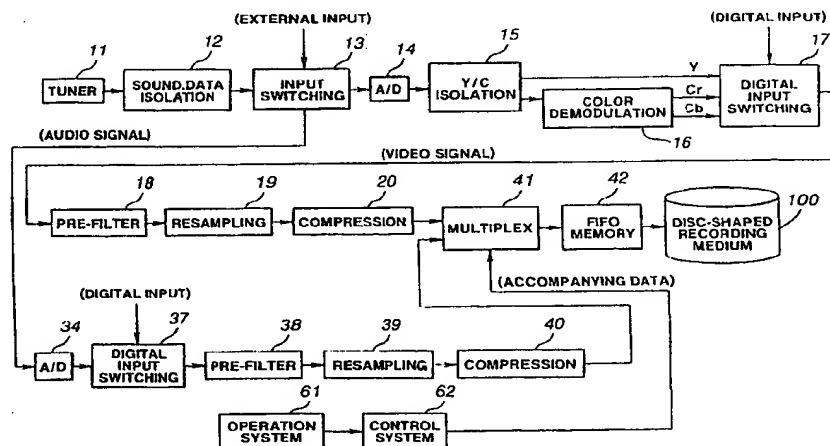 (EXTERNAL INPUT)
(DIGITAL INPUT)
11
12
13
14
15
17
TUNER
SOUND.DATA
ISOLATION
INPUT
SWITCHING
A/D
Y/C
ISOLATION
Y
Cr
Cb
COLOR
DEMODULATION
16
DIGITAL
INPUT
SWITCHING
(AUDIO SIGNAL)
(VIDEO SIGNAL)
18
19
20
41
42
100
PRE-FILTER
RESAMPLING
COMPRESSION
MULTIPLEX
FIFO
MEMORY
DISC-SHAPED
RECORDING
MEDIUM
(ACCOMPANYING DATA)
(DIGITAL INPUT)
34
37
38
39
40
A/D
DIGITAL
INPUT
SWITCHING
PRE-FILTER
RESAMPLING
COMPRESSION
61
62
OPERATION
SYSTEM
CONTROL
SYSTEM